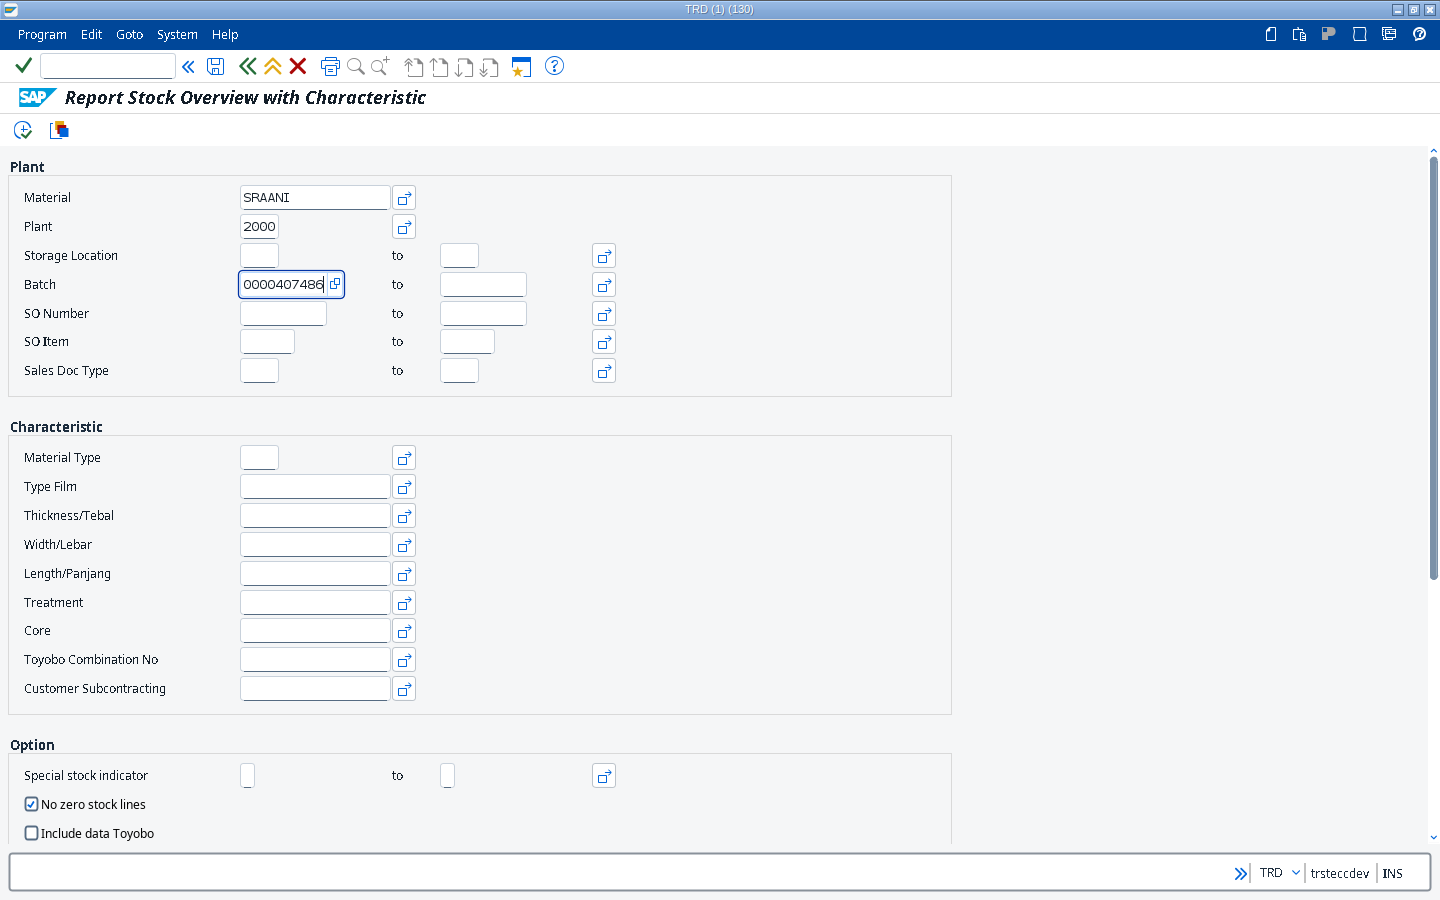 TRD (1) (130)
Program Edit Goto System Help
SAP Report Stock Overview with Characteristic
Plant
Material SRAANI
Plant 2000
Storage Location to
Batch 0000407486 to
SO Number to
SO Item to
Sales Doc Type to
Characteristic
Material Type
Type Film
Thickness/Tebal
Width/Lebar
Length/Panjang
Treatment
Core
Toyobo Combination No
Customer Subcontracting
Option
Special stock indicator to
No zero stock lines
Include data Toyobo
TRD trsteccdev INS